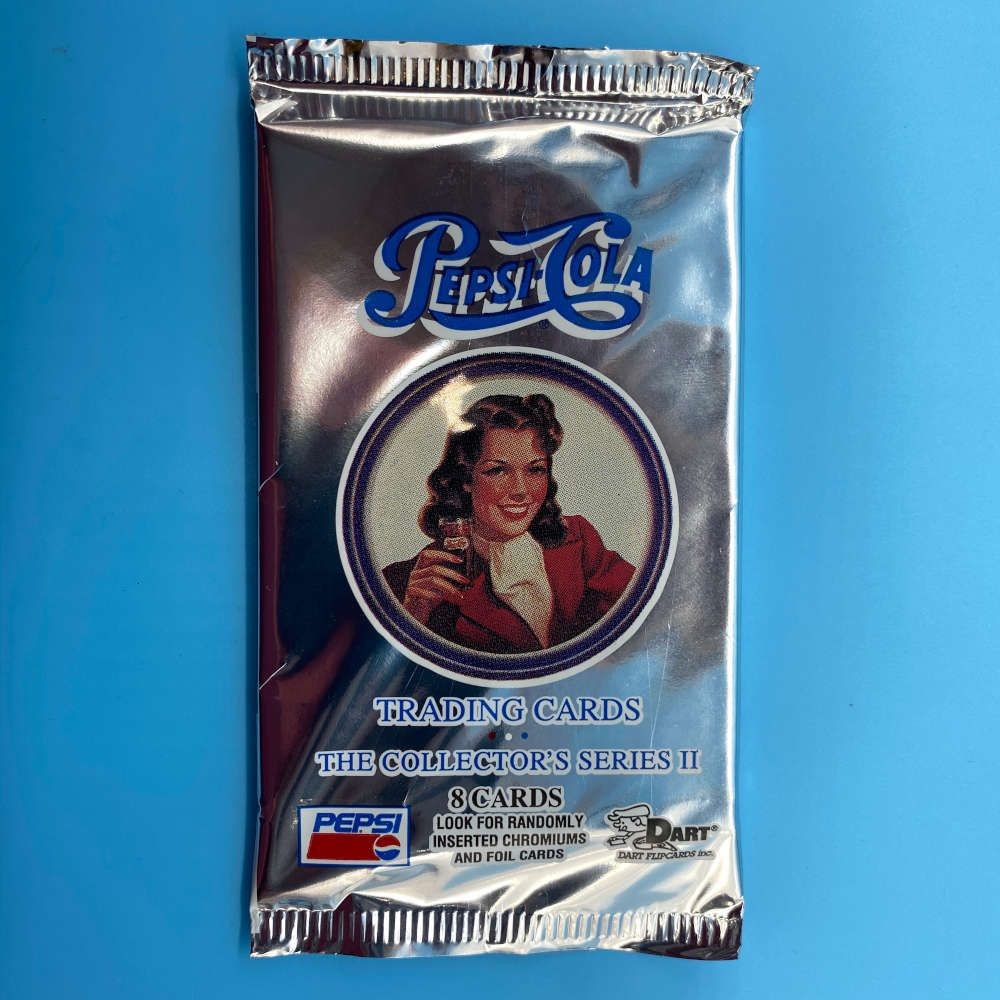 PEPSI-COLA®
TRADING CARDS
THE COLLECTOR'S SERIES II
8 CARDS
LOOK FOR RANDOMLY
INSERTED CHROMIUMS
AND FOIL CARDS
PEPSI
DART®
DART FLIPCARDS INC.